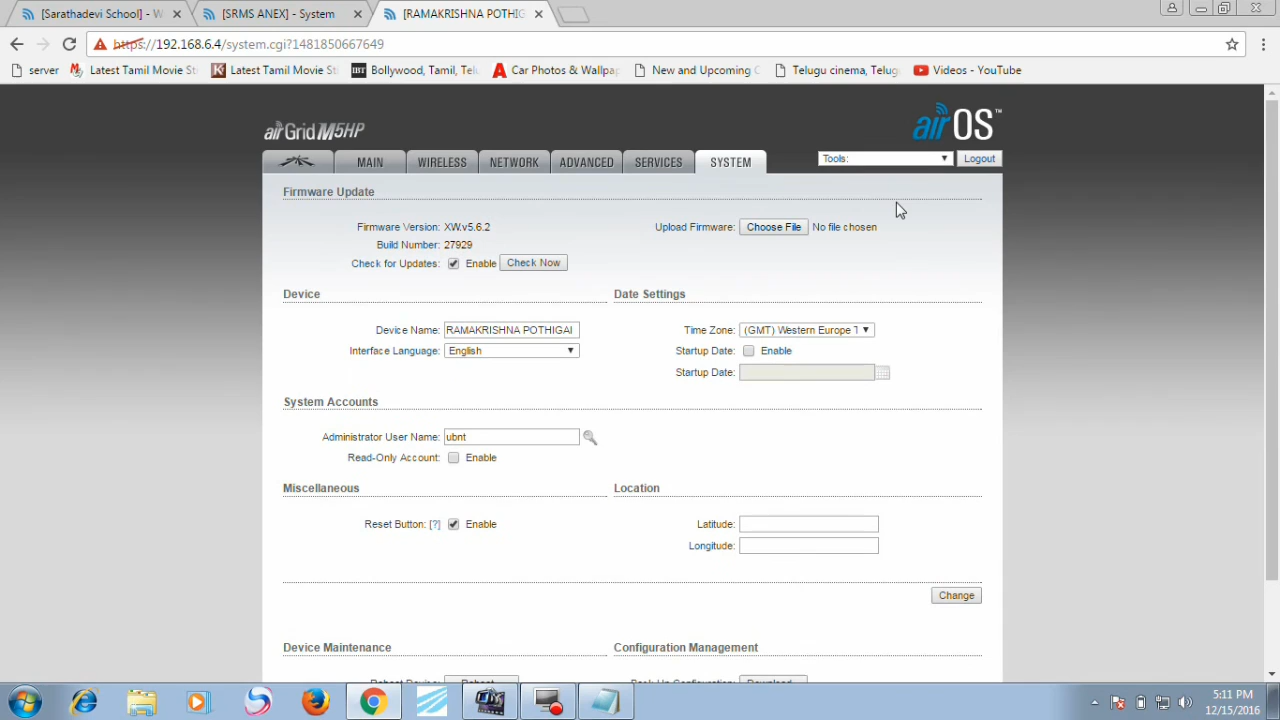 [Sarathadevi School] - W
[SRMS ANEX] - System
[RAMAKRISHNA POTHIG
https://192.168.6.4/system.cgi?1481850667649
server
Latest Tamil Movie St
Latest Tamil Movie St
IBT Bollywood, Tamil, Tel
Car Photos & Wallpap
New and Upcoming C
Telugu cinema, Telug
Videos - YouTube
airGrid M5HP
airOS™
MAIN
WIRELESS
NETWORK
ADVANCED
SERVICES
SYSTEM
Tools:
Logout
Firmware Update
Firmware Version: XW.v5.6.2
Upload Firmware: Choose File No file chosen
Build Number: 27929
Check for Updates: Enable Check Now
Device
Date Settings
Device Name: RAMAKRISHNA POTHIGAI
Time Zone: (GMT) Western Europe T
Interface Language: English
Startup Date: Enable
Startup Date:
System Accounts
Administrator User Name: ubnt
Read-Only Account: Enable
Miscellaneous
Location
Reset Button: [?] Enable
Latitude:
Longitude:
Change
Device Maintenance
Configuration Management
Reboot Device: Reboot
Back Up Configuration: Download
5:11 PM
12/15/2016